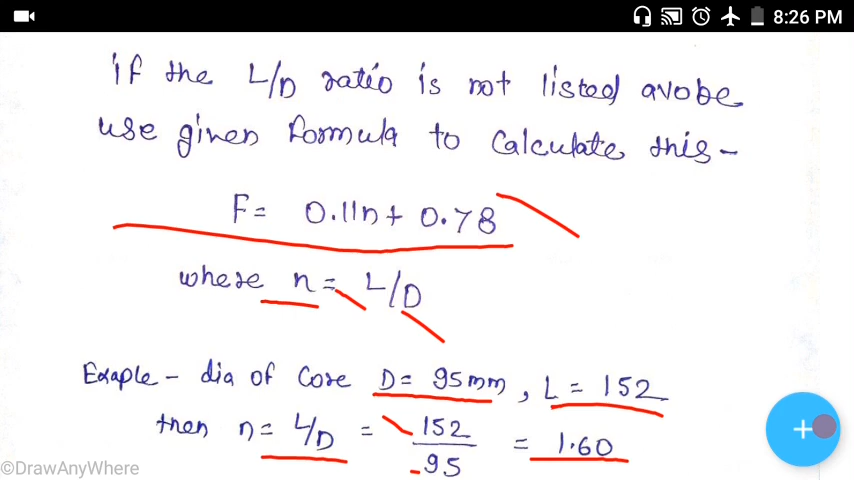 8:26 PM
if the L/D ratio is not listed avobe
use given formula to Calculate this-
F= 0.11n+ 0.78
where n= L/D
Exaple- dia of Core D= 95mm, L= 152
then n= L/D = 152/95 = 1.60
©DrawAnyWhere